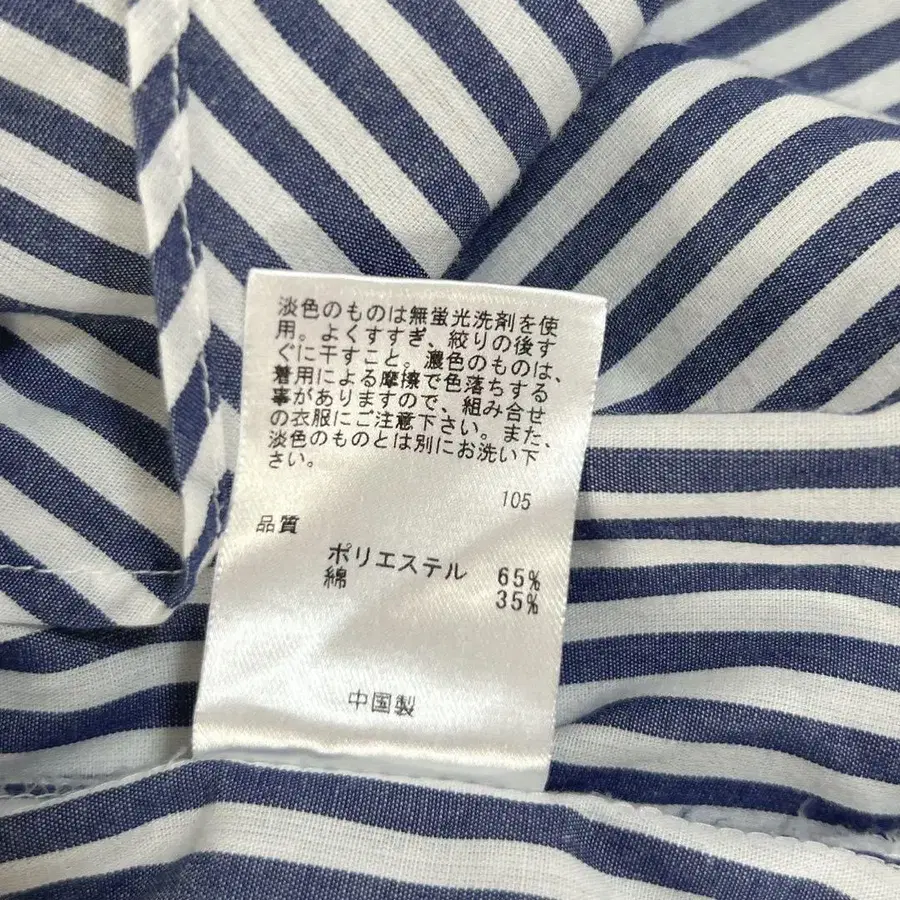 淡色のものは無蛍光洗剤を使
用。よくすすぎ、絞りの後す
ぐに干すこと。濃色のものは、
着用による摩擦で色落ちする
事がありますので、組み合せ
の衣服にご注意下さい。また、
淡色のものとは別にお洗い下
さい。
105
品質
ポリエステル 65%
綿 35%
中国製